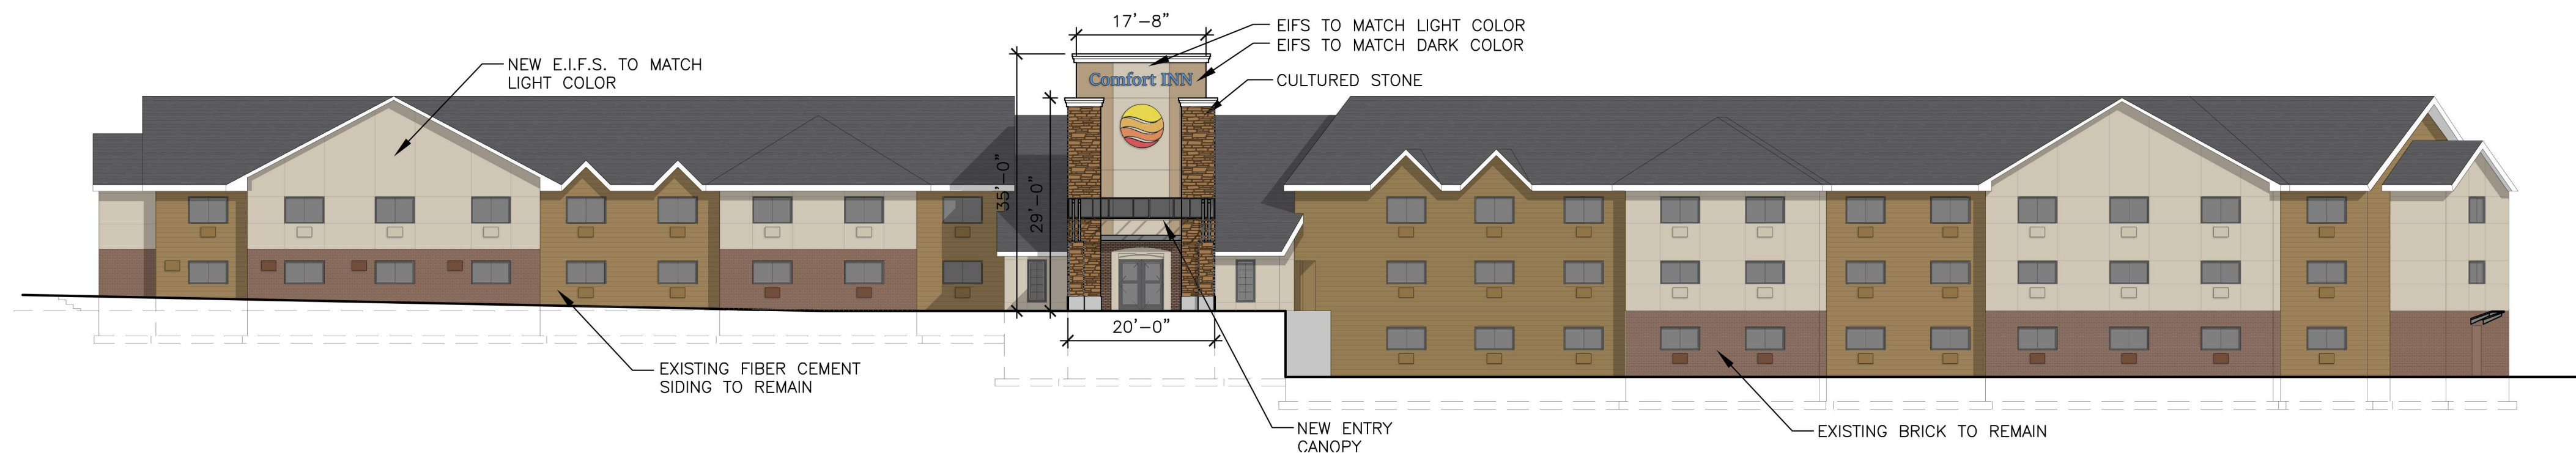 17'-8"
EIFS TO MATCH LIGHT COLOR
EIFS TO MATCH DARK COLOR
NEW E.I.F.S. TO MATCH
LIGHT COLOR
Comfort INN
CULTURED STONE
35'-0"
29'-0"
20'-0"
EXISTING FIBER CEMENT
SIDING TO REMAIN
NEW ENTRY
CANOPY
EXISTING BRICK TO REMAIN